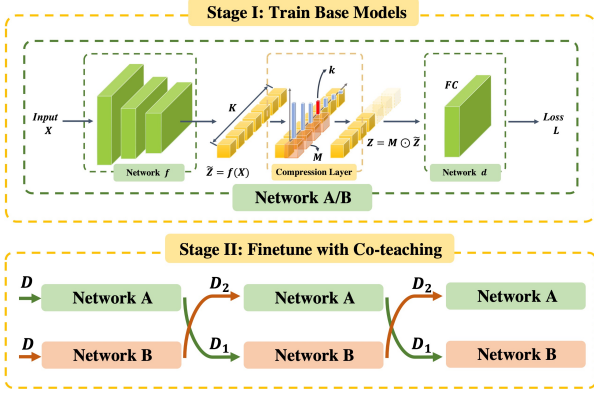 Stage I: Train Base Models
k
K
FC
Input
X
Loss
L
M
Z = M ⊙ Z̃
Network f
Z̃ = f(X)
Compression Layer
Network d
Network A/B
Stage II: Finetune with Co-teaching
D
Network A
D₂
Network A
D₂
Network A
D
Network B
D₁
Network B
D₁
Network B